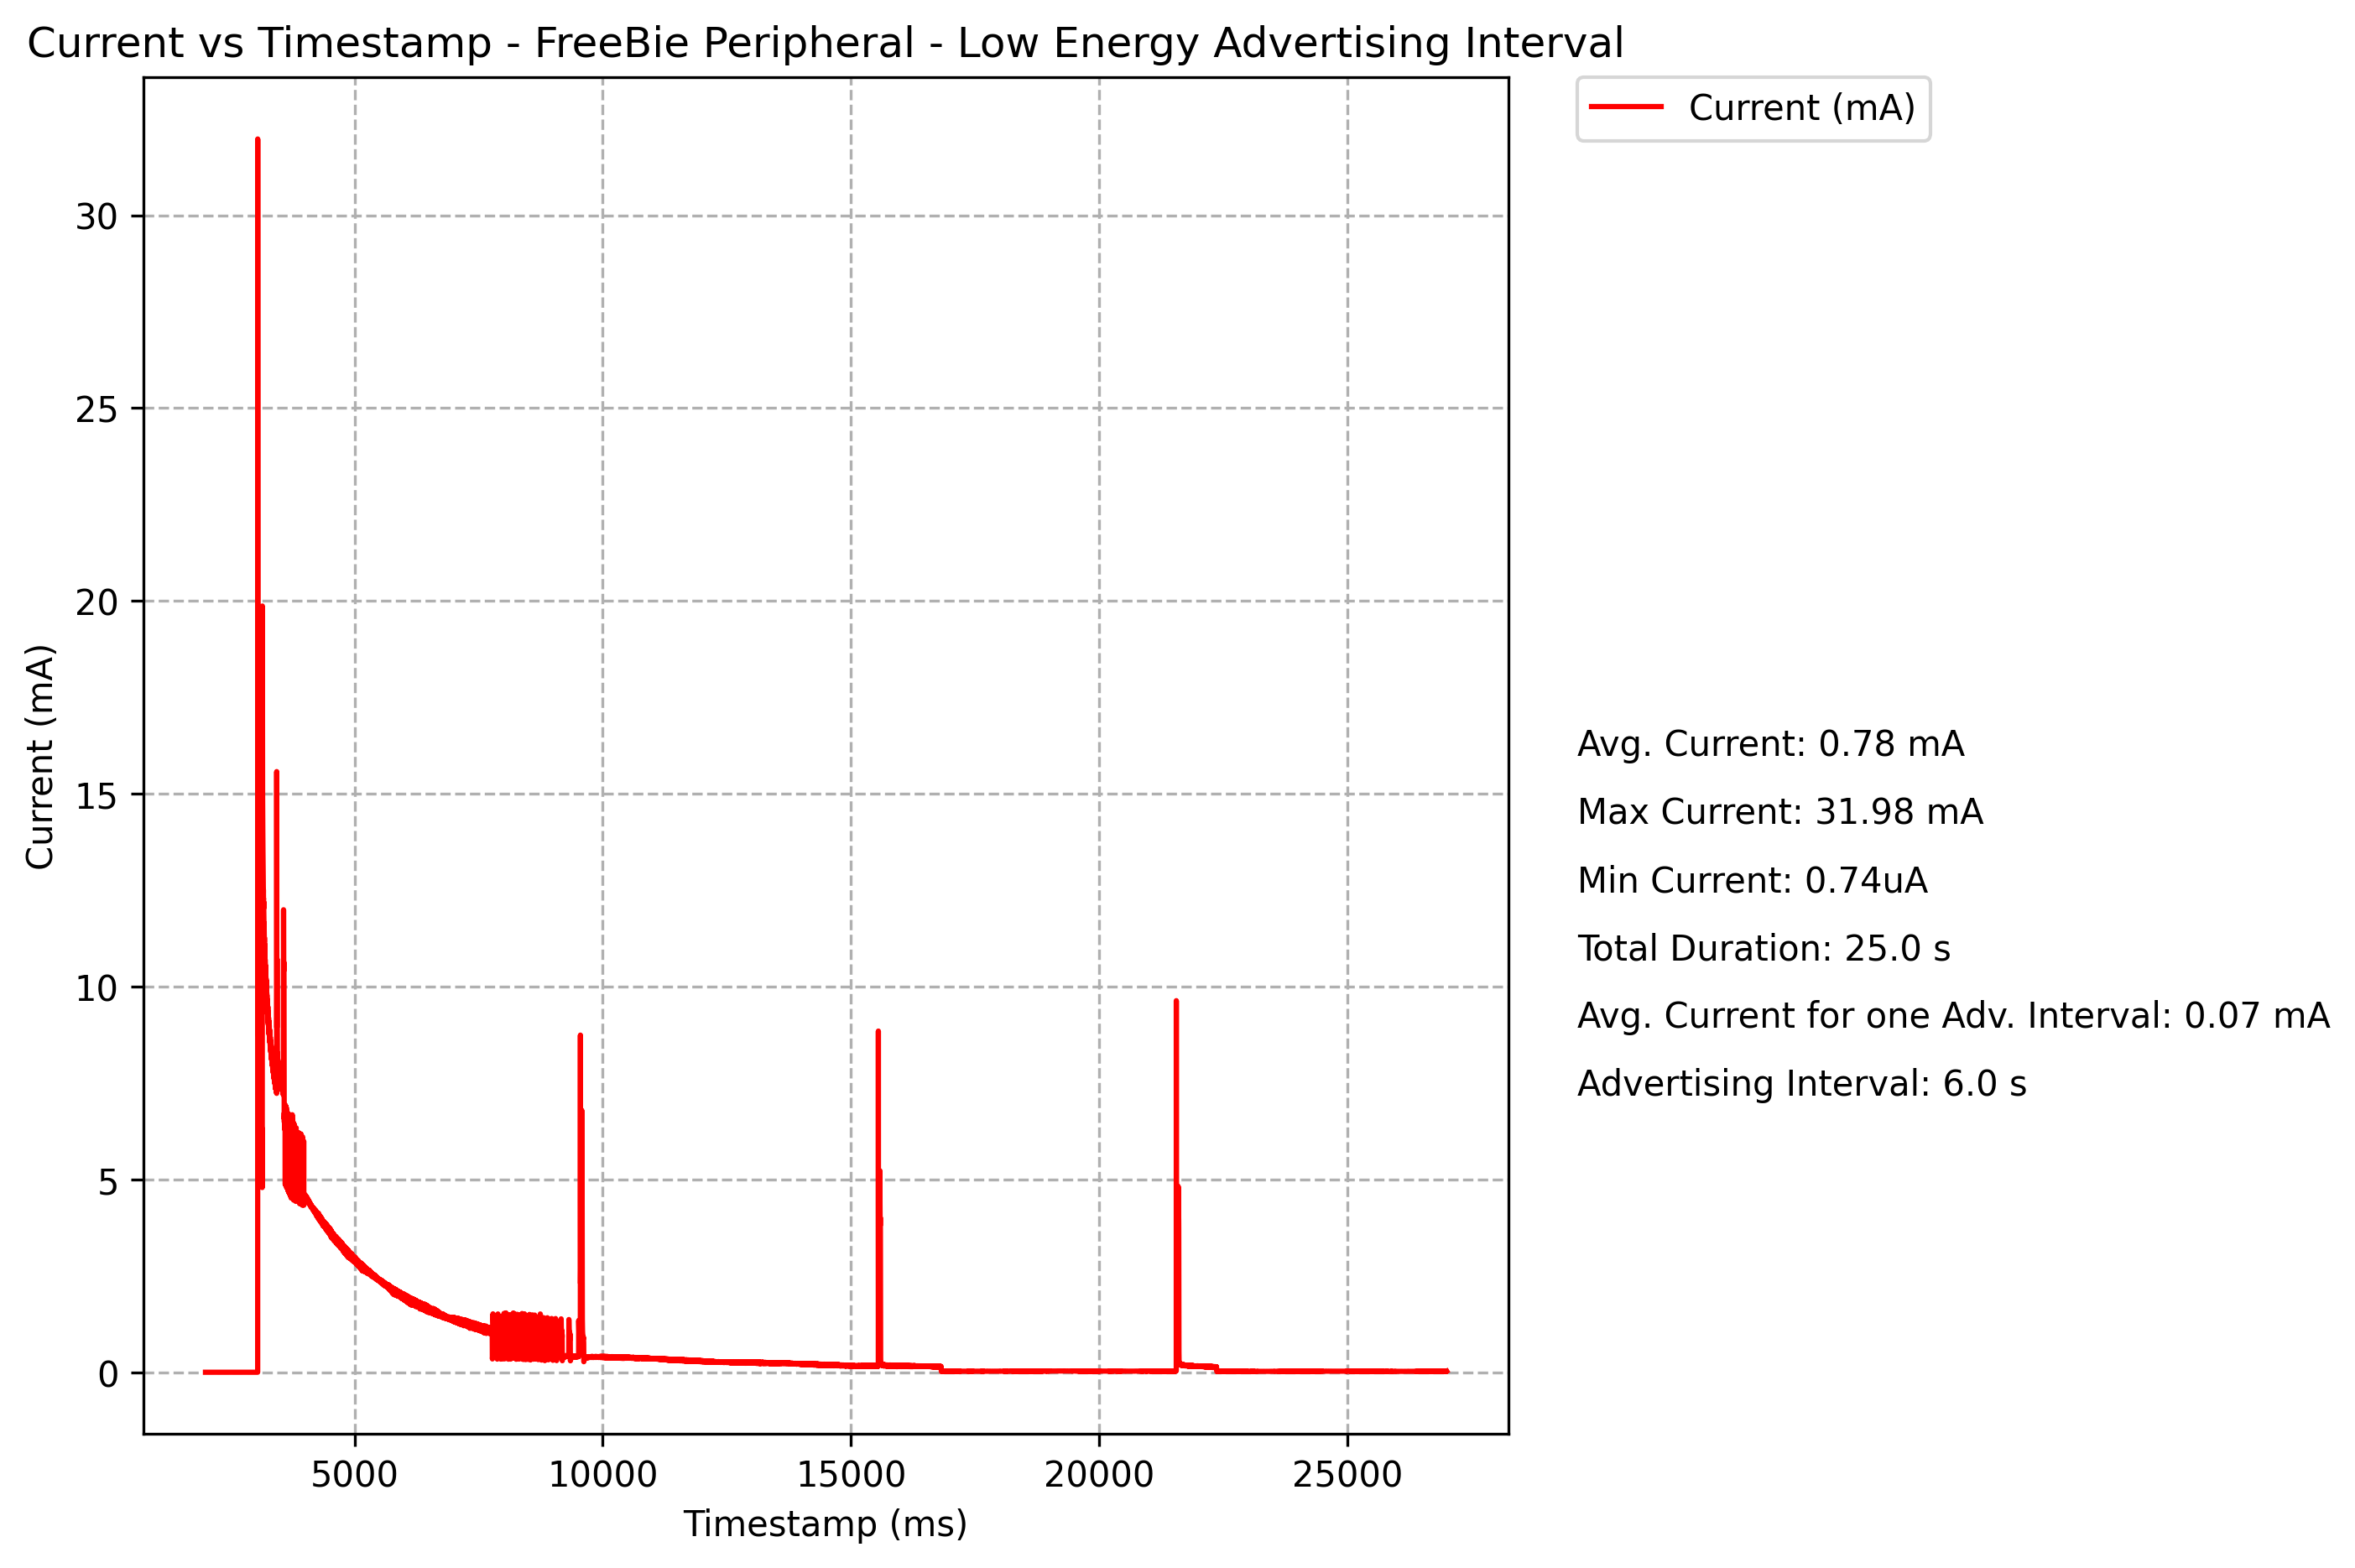 Current vs Timestamp - FreeBie Peripheral - Low Energy Advertising Interval
Current (mA)
30
25
20
15
10
5
0
Current (mA)
5000 10000 15000 20000 25000
Timestamp (ms)
Avg. Current: 0.78 mA
Max Current: 31.98 mA
Min Current: 0.74uA
Total Duration: 25.0 s
Avg. Current for one Adv. Interval: 0.07 mA
Advertising Interval: 6.0 s